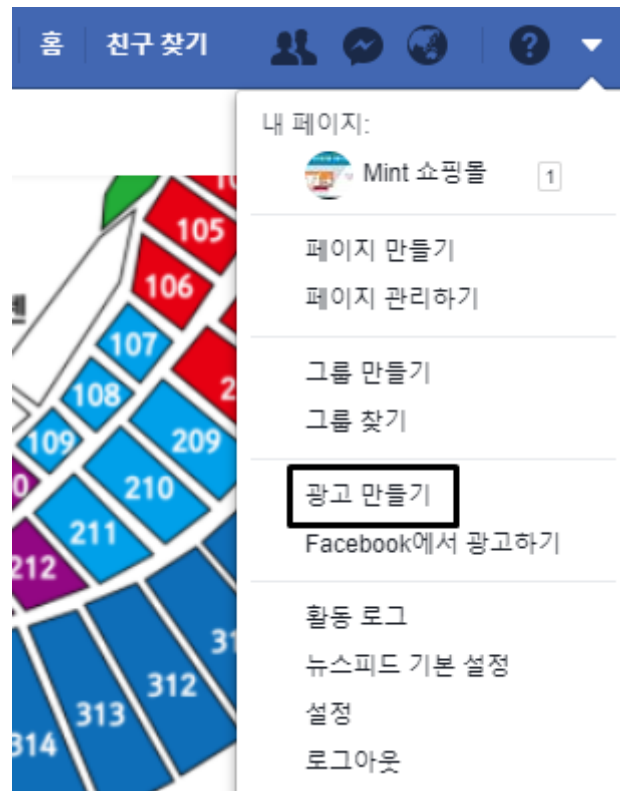 홈 친구 찾기
내 페이지:
Mint 쇼핑몰 1
페이지 만들기
페이지 관리하기
그룹 만들기
그룹 찾기
광고 만들기
Facebook에서 광고하기
활동 로그
뉴스피드 기본 설정
설정
로그아웃
105
106
107
108
109
209
210
211
212
312
313
314